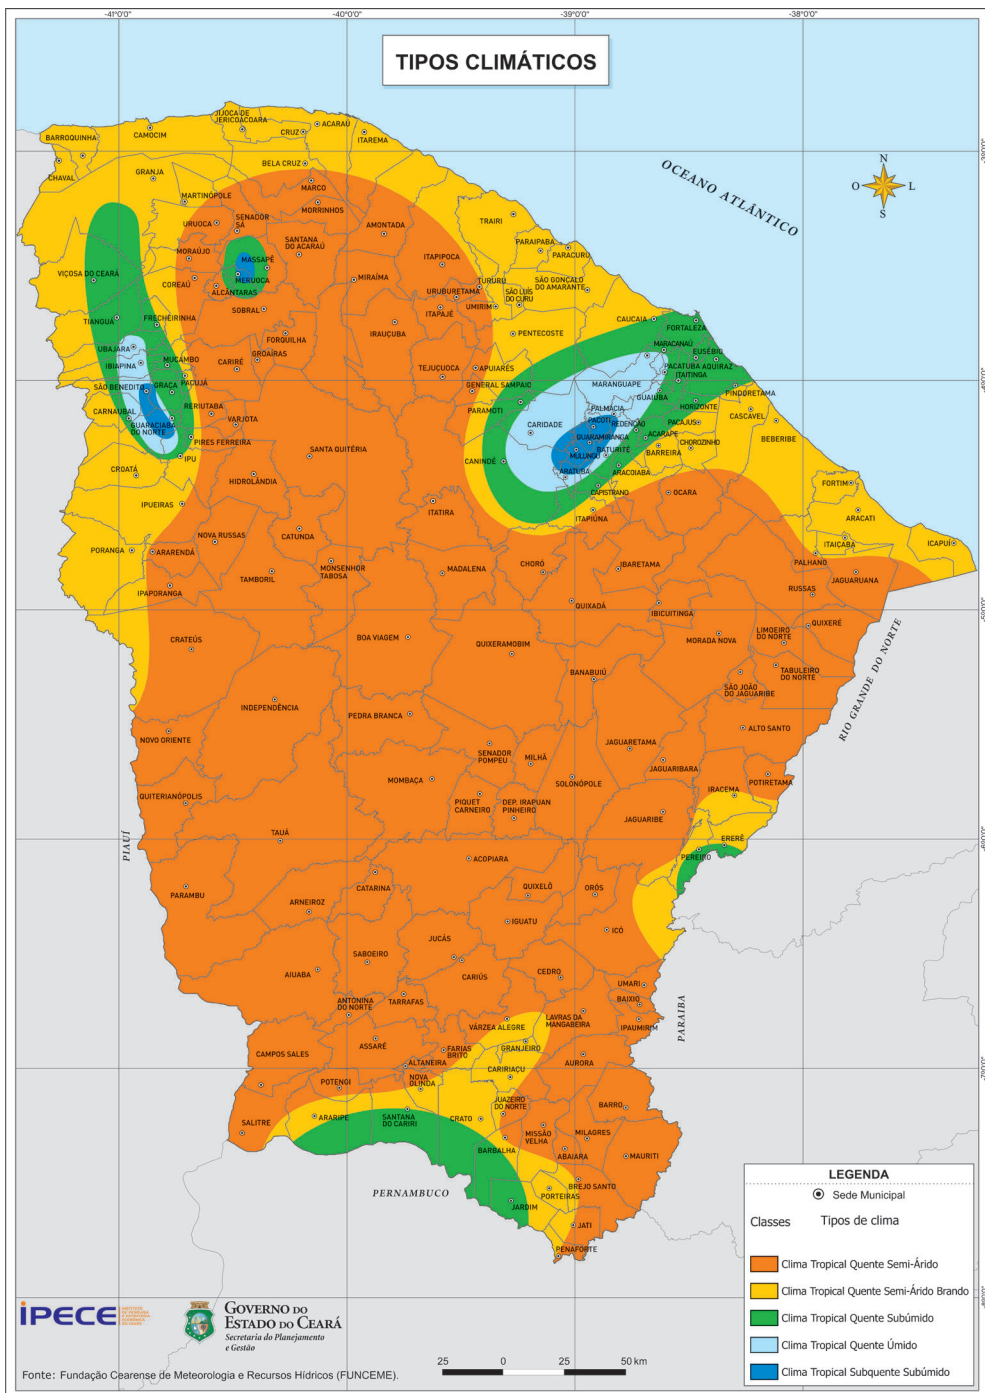 -41°0'0"
-40°0'0"
-39°0'0"
-38°0'0"
TIPOS CLIMÁTICOS
JIJOCA DE
JERICOACOARA
ACARAÚ
CRUZ
ITAREMA
BARROQUINHA
CAMOCIM
CHAVAL
BELA CRUZ
GRANJA
MARCO
MARTINÓPOLE
MORRINHOS
OCEANO ATLÂNTICO
N
O
L
S
URUOCA
SENADOR
SÁ
AMONTADA
TRAIRI
SANTANA
DO ACARAÚ
PARAIPABA
PARACURU
MORAÚJO
MASSAPÊ
ITAPIPOCA
VIÇOSA DO CEARÁ
COREAÚ
MERUOCA
MIRAÍMA
TURURU
SÃO GONÇALO
DO AMARANTE
ALCÂNTARAS
URUBURETAMA
SÃO LUÍS
DO CURU
SOBRAL
ITAPAJÉ
UMIRIM
TIANGUÁ
FRECHEIRINHA
IRAUÇUBA
CAUCAIA
FORTALEZA
FORQUILHA
PENTECOSTE
UBAJARA
MARACANAÚ
EUSÉBIO
IBIAPINA
MUCAMBO
GROAÍRAS
CARIRÉ
TEJUÇUOCA
APUIARÉS
PACATUBA
AQUIRAZ
ITAITINGA
SÃO BENEDITO
GRAÇA
PACUJÁ
GENERAL SAMPAIO
MARANGUAPE
GUAIUBA
PINDORETAMA
RERIUTABA
PARAMOTI
HORIZONTE
CARNAUBAL
GUARACIABA
DO NORTE
VARJOTA
PALMÁCIA
PACOTI
REDENÇÃO
PACAJUS
CASCAVEL
CARIDADE
BEBERIBE
GUARAMIRANGA
ACARAPE
PIRES FERREIRA
CHOROZINHO
BARREIRA
BATURITÉ
MULUNGU
IPU
SANTA QUITÉRIA
CANINDÉ
CROATÁ
ARATUBA
ARACOIABA
HIDROLÂNDIA
CAPISTRANO
OCARA
FORTIM
IPUEIRAS
ITATIRA
ITAPIÚNA
ARACATI
NOVA RUSSAS
CATUNDA
ITAIÇABA
ICAPUÍ
PORANGA
ARARENDÁ
PALHANO
MONSENHOR
TABOSA
MADALENA
CHORÓ
IBARETAMA
TAMBORIL
JAGUARUANA
IPAPORANGA
RUSSAS
QUIXADÁ
IBICUITINGA
QUIXERÉ
CRATEÚS
BOA VIAGEM
QUIXERAMOBIM
MORADA NOVA
LIMOEIRO
DO NORTE
BANABUIÚ
TABULEIRO
DO NORTE
SÃO JOÃO
DO JAGUARIBE
INDEPENDÊNCIA
PEDRA BRANCA
ALTO SANTO
RIO GRANDE DO NORTE
NOVO ORIENTE
SENADOR
POMPEU
JAGUARETAMA
MILHÃ
JAGUARIBARA
MOMBAÇA
SOLONÓPOLE
POTIRETAMA
QUITERIANÓPOLIS
IRACEMA
PIQUET
CARNEIRO
DEP. IRAPUAN
PINHEIRO
JAGUARIBE
TAUÁ
PIAUÍ
ERERÊ
PEREIRO
ACOPIARA
CATARINA
PARAMBU
QUIXELÔ
ORÓS
ARNEIROZ
IGUATU
ICÓ
JUCÁS
SABOEIRO
AIUABA
CARIÚS
CEDRO
UMARI
BAIXIO
ANTONINA
DO NORTE
TARRAFAS
LAVRAS DA
MANGABEIRA
IPAUMIRIM
PARAÍBA
VÁRZEA ALEGRE
ASSARÉ
FARIAS
BRITO
GRANJEIRO
CAMPOS SALES
ALTANEIRA
AURORA
CARIRIAÇU
POTENGI
NOVA
OLINDA
JUAZEIRO
DO NORTE
BARRO
SALITRE
ARARIPE
SANTANA
DO CARIRI
CRATO
MISSÃO
VELHA
MILAGRES
BARBALHA
ABAIARA
MAURITI
PERNAMBUCO
BREJO SANTO
PORTEIRAS
JARDIM
JATI
PENAFORTE
LEGENDA
Sede Municipal
Classes
Tipos de clima
Clima Tropical Quente Semi-Árido
Clima Tropical Quente Semi-Árido Brando
Clima Tropical Quente Subúmido
Clima Tropical Quente Úmido
Clima Tropical Subquente Subúmido
iPECE
INSTITUTO
DE PESQUISA
E ESTRATÉGIA
ECONÔMICA
DO CEARÁ
GOVERNO DO
ESTADO DO CEARÁ
Secretaria do Planejamento
e Gestão
25
0
25
50 km
Fonte: Fundação Cearense de Meteorologia e Recursos Hídricos (FUNCEME).